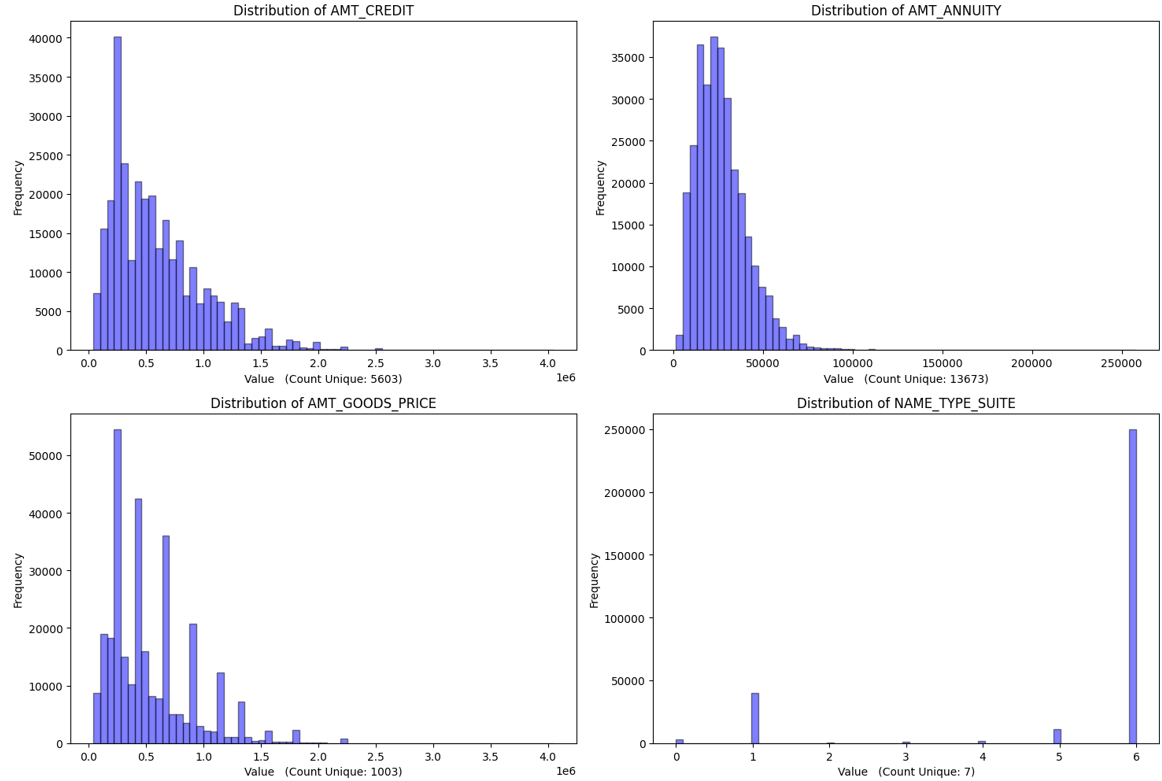 Distribution of AMT_CREDIT
Frequency
40000
35000
30000
25000
20000
15000
10000
5000
0
0.0 0.5 1.0 1.5 2.0 2.5 3.0 3.5 4.0
1e6
Value (Count Unique: 5603)
Distribution of AMT_ANNUITY
Frequency
35000
30000
25000
20000
15000
10000
5000
0
0 50000 100000 150000 200000 250000
Value (Count Unique: 13673)
Distribution of AMT_GOODS_PRICE
Frequency
50000
40000
30000
20000
10000
0
0.0 0.5 1.0 1.5 2.0 2.5 3.0 3.5 4.0
1e6
Value (Count Unique: 1003)
Distribution of NAME_TYPE_SUITE
Frequency
250000
200000
150000
100000
50000
0
0 1 2 3 4 5 6
Value (Count Unique: 7)